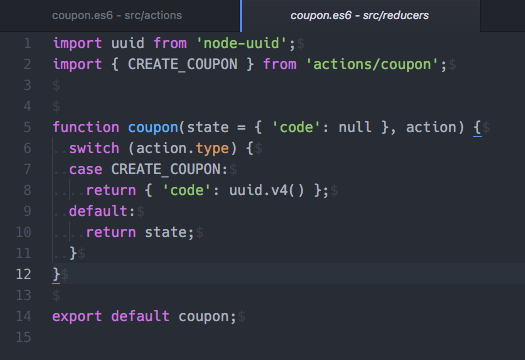 coupon.es6 - src/actions
coupon.es6 - src/reducers
1 import uuid from 'node-uuid';$
2 import { CREATE_COUPON } from 'actions/coupon';$
3 $
4 $
5 function coupon(state = { 'code': null }, action) {$
6 ..switch (action.type) {$
7 ..case CREATE_COUPON:$
8 ....return { 'code': uuid.v4() };$
9 ..default:$
10 ....return state;$
11 ..}$
12 }$
13 $
14 export default coupon;$
15